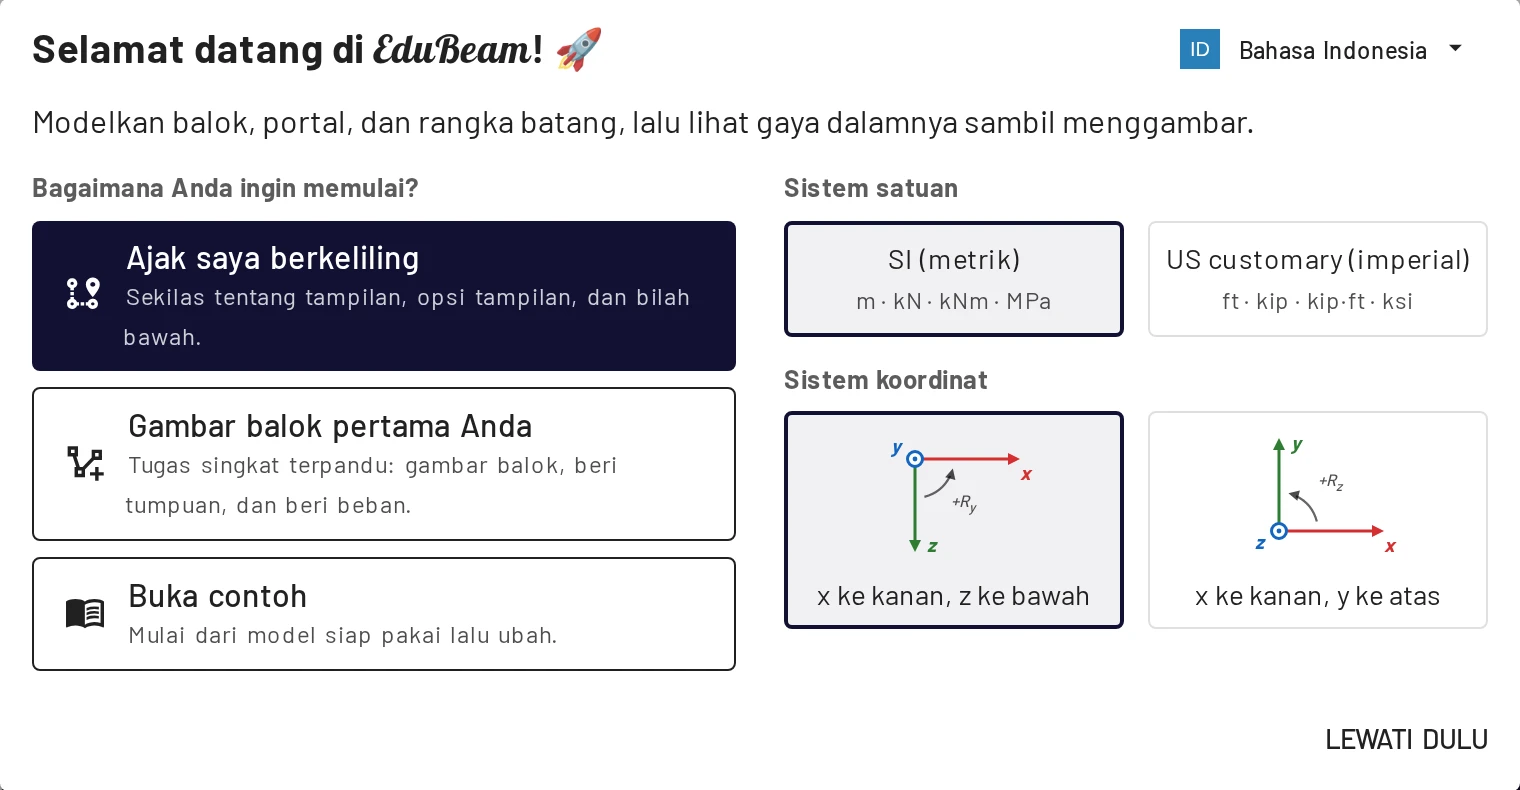 Selamat datang di EduBeam! 🚀
ID Bahasa Indonesia
Modelkan balok, portal, dan rangka batang, lalu lihat gaya dalamnya sambil menggambar.
Bagaimana Anda ingin memulai?
Ajak saya berkeliling
Sekilas tentang tampilan, opsi tampilan, dan bilah
bawah.
Gambar balok pertama Anda
Tugas singkat terpandu: gambar balok, beri
tumpuan, dan beri beban.
Buka contoh
Mulai dari model siap pakai lalu ubah.
Sistem satuan
SI (metrik)
m · kN · kNm · MPa
US customary (imperial)
ft · kip · kip·ft · ksi
Sistem koordinat
y
x
+Ry
z
x ke kanan, z ke bawah
y
+Rz
z
x
x ke kanan, y ke atas
LEWATI DULU